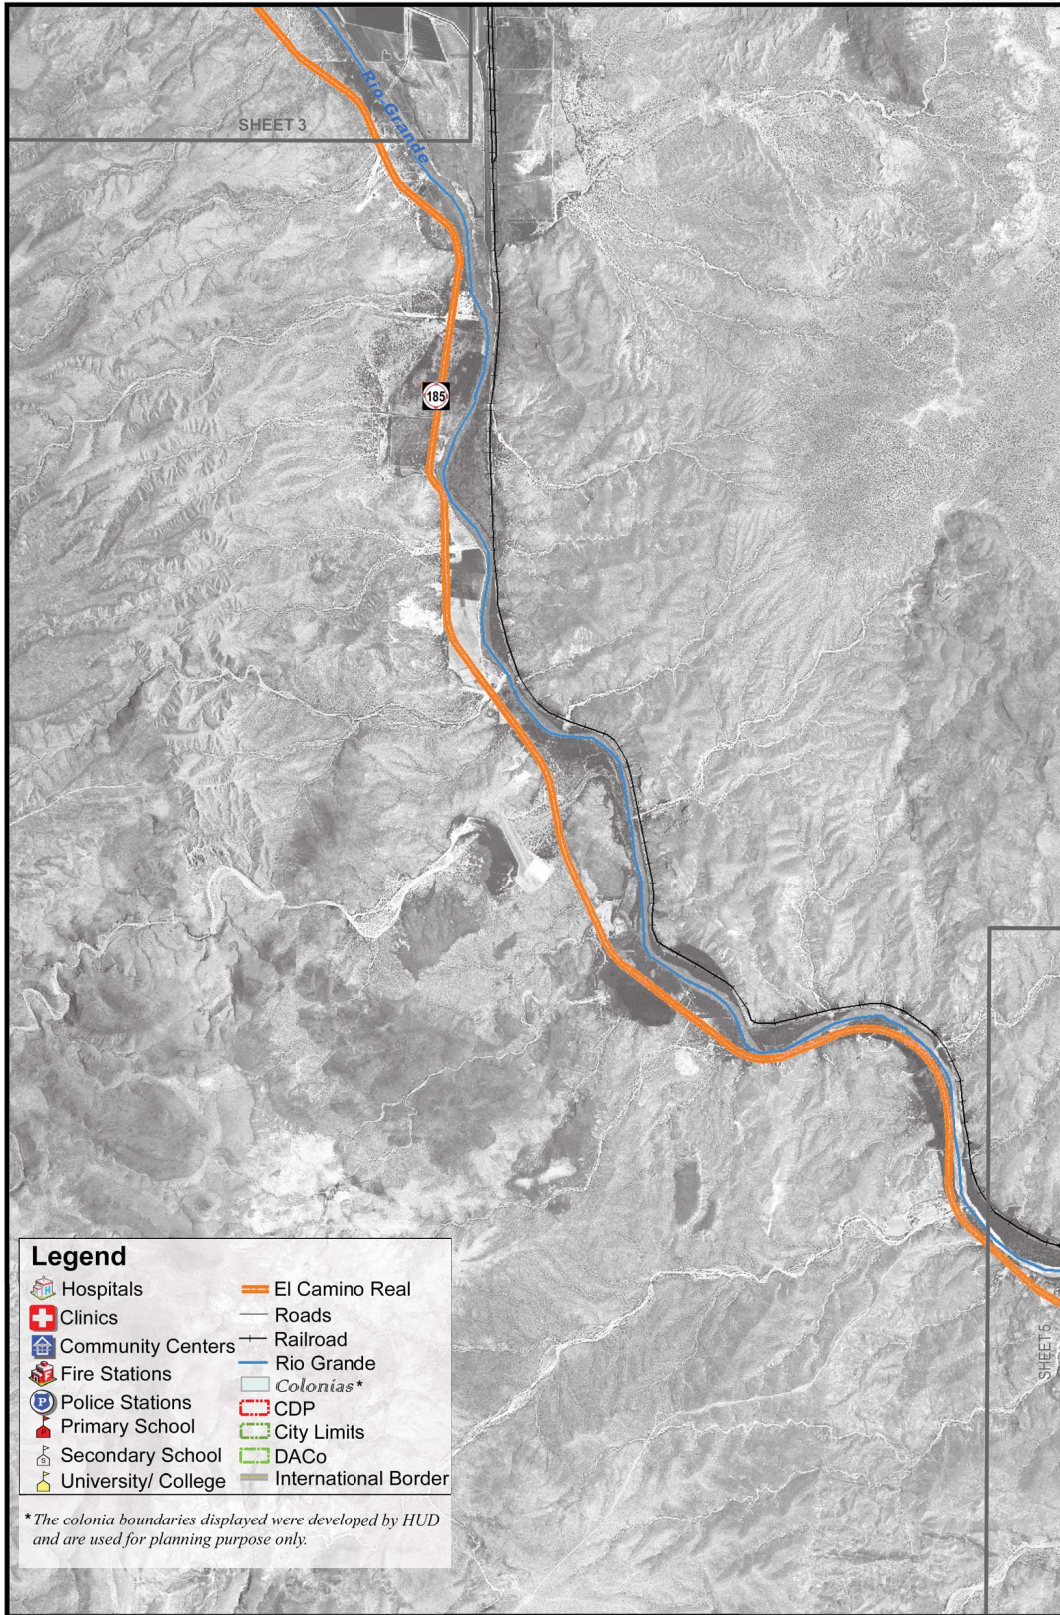 Rio Grande
SHEET 3
185
SHEET 5
Legend
Hospitals
Clinics
Community Centers
Fire Stations
P
Police Stations
P
Primary School
S
Secondary School
University/ College
El Camino Real
Roads
Railroad
Rio Grande
Colonias*
CDP
City Limits
DACo
International Border
* The colonia boundaries displayed were developed by HUD
and are used for planning purpose only.